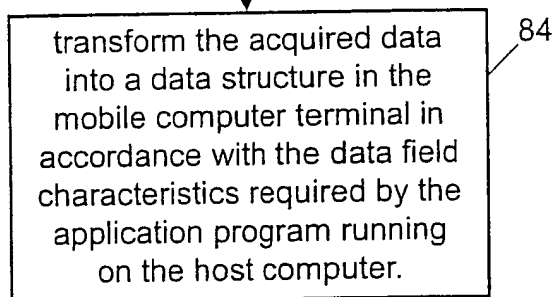 transform the acquired data
into a data structure in the
mobile computer terminal in
accordance with the data field
characteristics required by the
application program running
on the host computer.
84